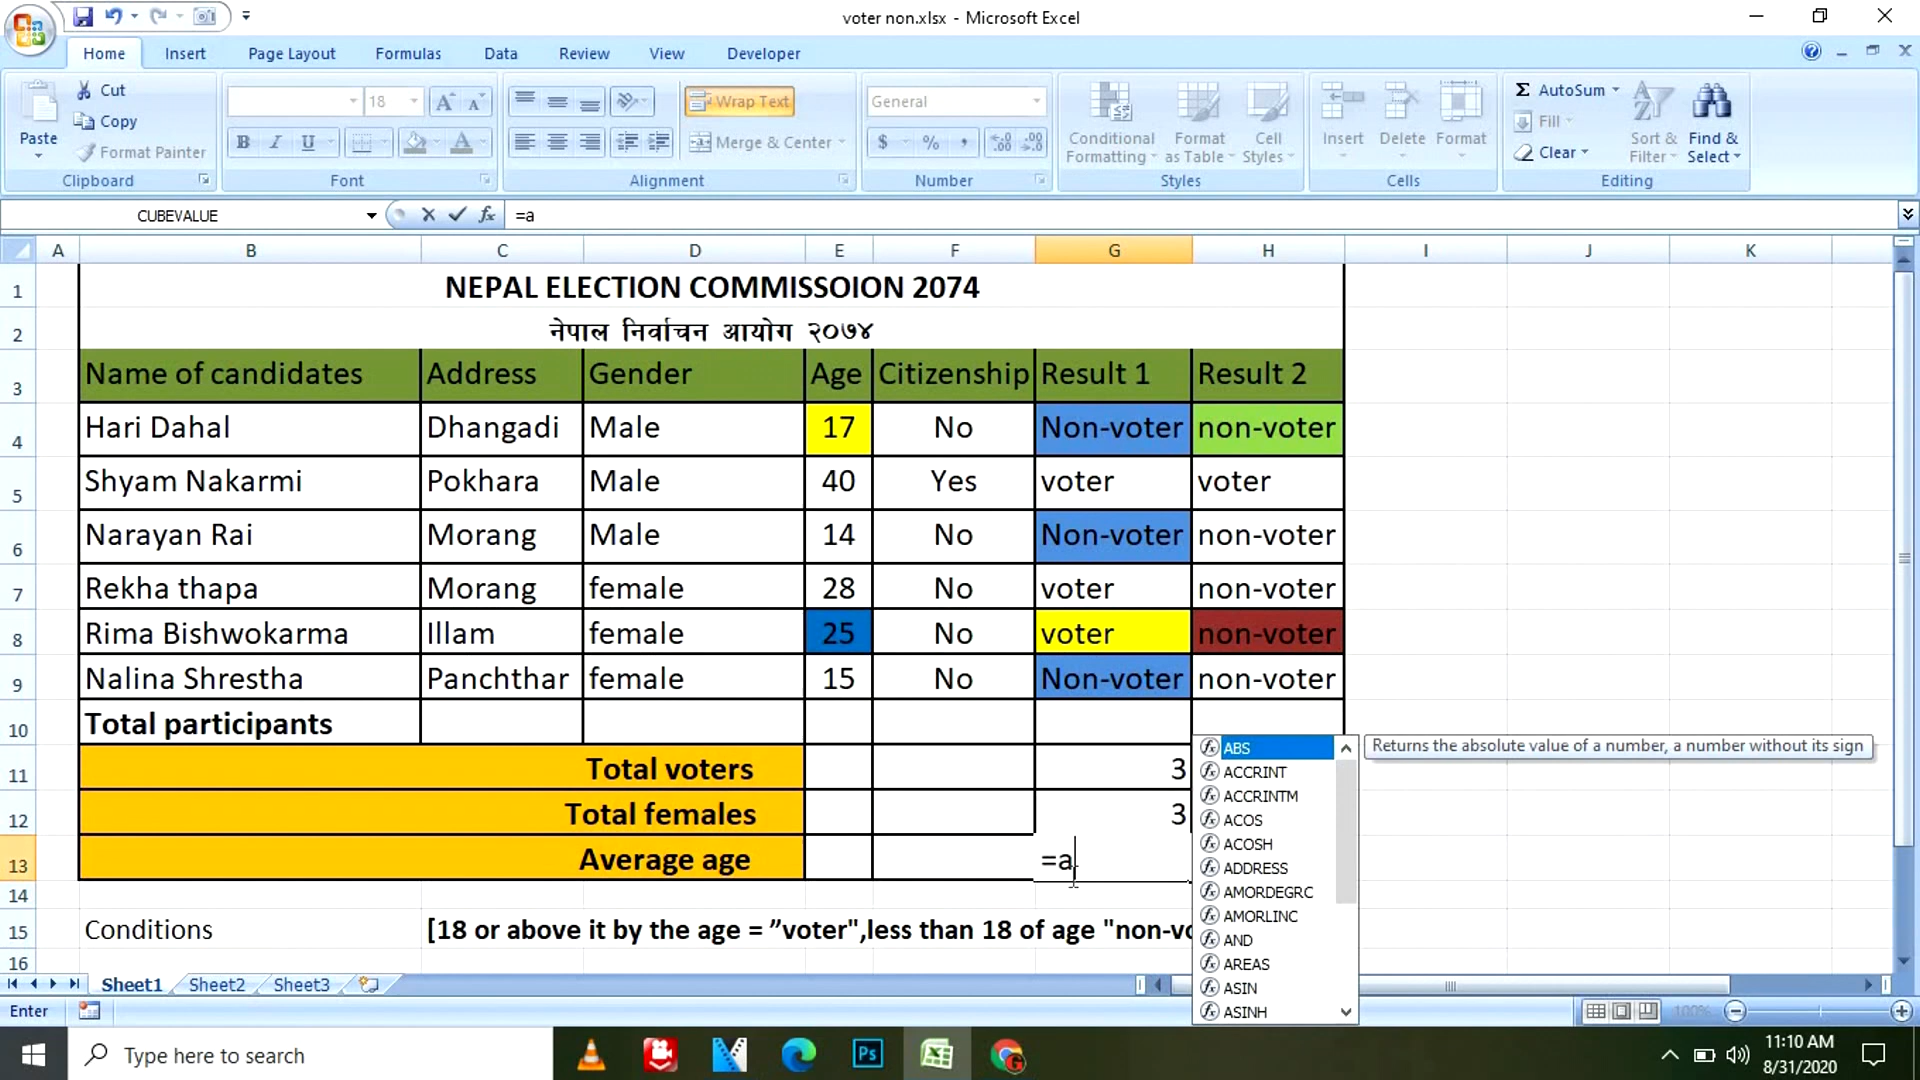 voter non.xlsx - Microsoft Excel
Home Insert Page Layout Formulas Data Review View Developer
Paste Cut Copy Format Painter Clipboard
18 A A B I U A Font
Wrap Text Merge & Center Alignment
General $ % , .0 .00 .00 .0 Number
Conditional Formatting Format as Table Cell Styles Styles
Insert Delete Format Cells
Σ AutoSum Fill Clear Sort & Filter Find & Select Editing
CUBEVALUE fx =a
A B C D E F G H I J K
1 NEPAL ELECTION COMMISSOION 2074
2 नेपाल निर्वाचन आयोग २०७४
3 Name of candidates Address Gender Age Citizenship Result 1 Result 2
4 Hari Dahal Dhangadi Male 17 No Non-voter non-voter
5 Shyam Nakarmi Pokhara Male 40 Yes voter voter
6 Narayan Rai Morang Male 14 No Non-voter non-voter
7 Rekha thapa Morang female 28 No voter non-voter
8 Rima Bishwokarma Illam female 25 No voter non-voter
9 Nalina Shrestha Panchthar female 15 No Non-voter non-voter
10 Total participants
11 Total voters 3
12 Total females 3
13 Average age =a
14
15 Conditions [18 or above it by the age = ”voter",less than 18 of age "non-vo
16
ABS Returns the absolute value of a number, a number without its sign
ACCRINT
ACCRINTM
ACOS
ACOSH
ADDRESS
AMORDEGRC
AMORLINC
AND
AREAS
ASIN
ASINH
Sheet1 Sheet2 Sheet3
Enter 100%
Type here to search Ps 11:10 AM
8/31/2020